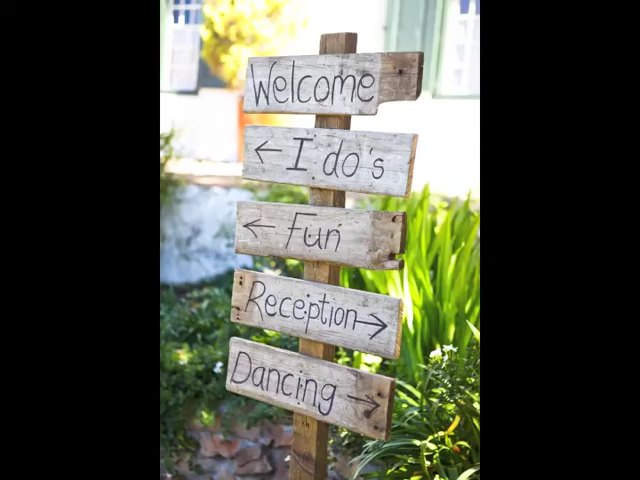 Welcome
← I do's
← Fun
Reception →
Dancing →